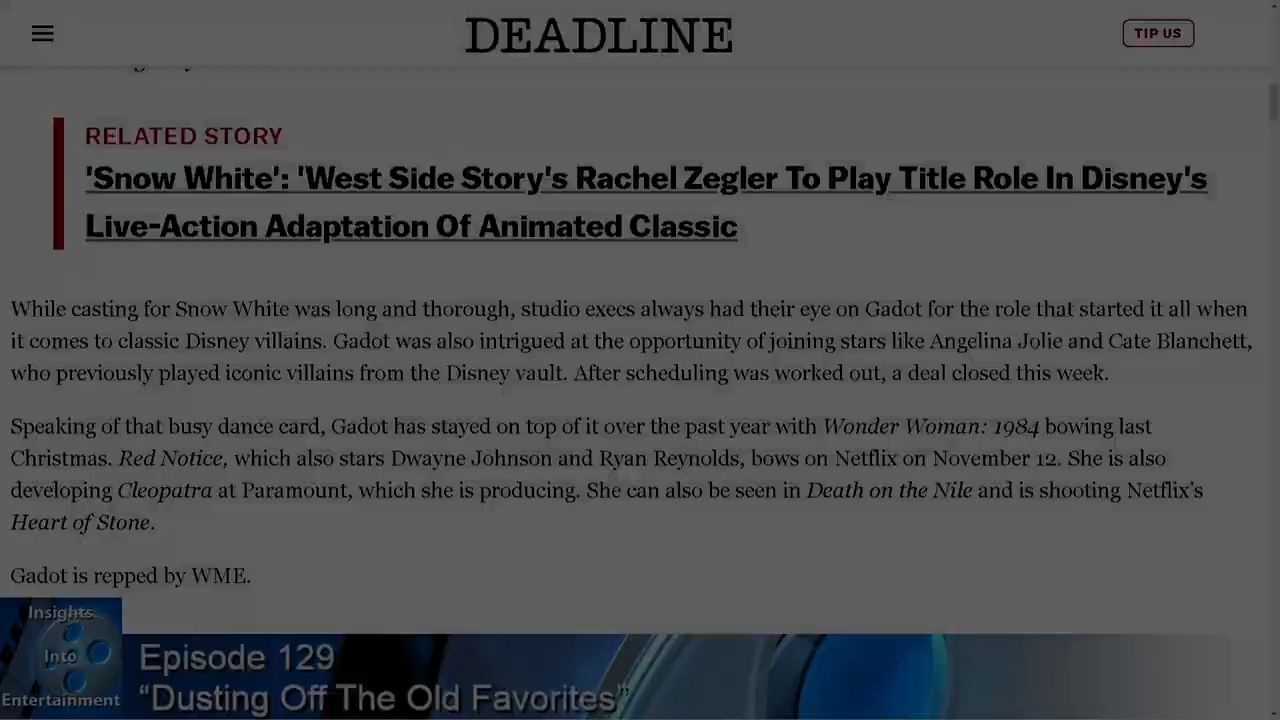 DEADLINE
TIP US
RELATED STORY
'Snow White': 'West Side Story's Rachel Zegler To Play Title Role In Disney's
Live-Action Adaptation Of Animated Classic
While casting for Snow White was long and thorough, studio execs always had their eye on Gadot for the role that started it all when
it comes to classic Disney villains. Gadot was also intrigued at the opportunity of joining stars like Angelina Jolie and Cate Blanchett,
who previously played iconic villains from the Disney vault. After scheduling was worked out, a deal closed this week.
Speaking of that busy dance card, Gadot has stayed on top of it over the past year with Wonder Woman: 1984 bowing last
Christmas. Red Notice, which also stars Dwayne Johnson and Ryan Reynolds, bows on Netflix on November 12. She is also
developing Cleopatra at Paramount, which she is producing. She can also be seen in Death on the Nile and is shooting Netflix's
Heart of Stone.
Gadot is repped by WME.
Insights
Into
Entertainment
Episode 129
“Dusting Off The Old Favorites”